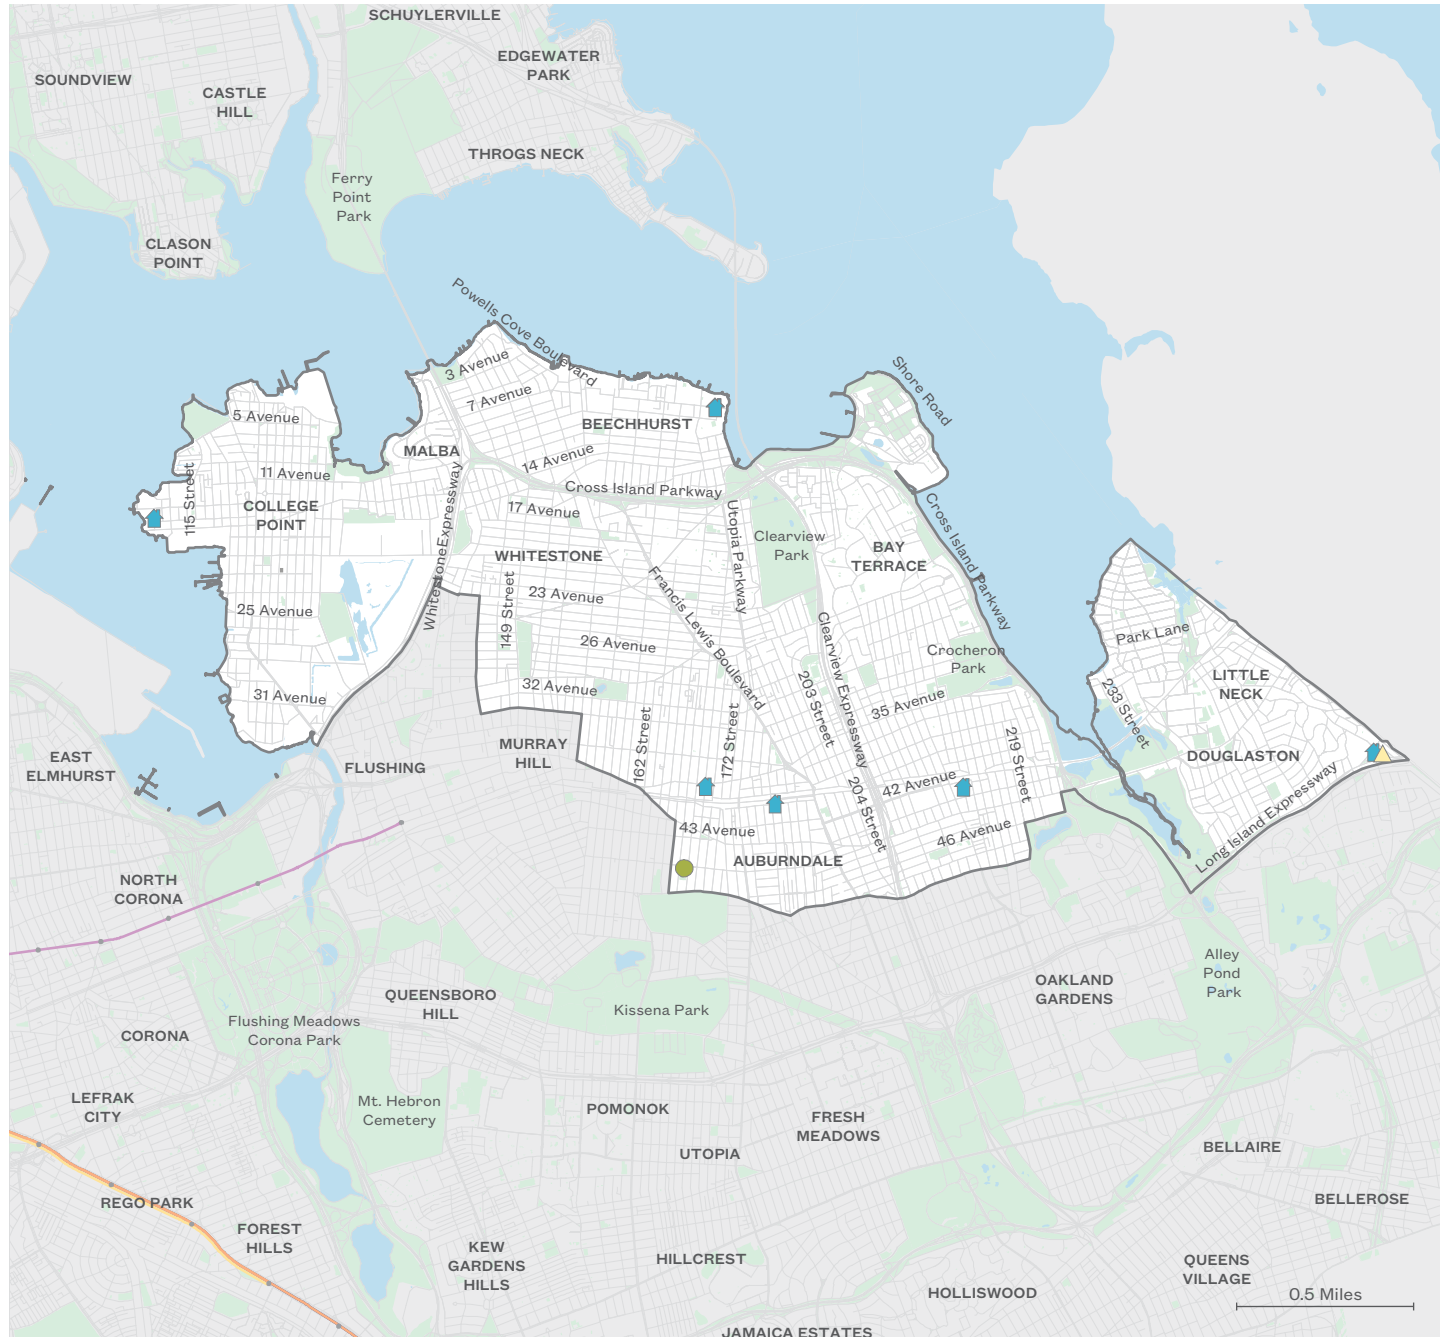 SCHUYLERVILLE
EDGEWATER
PARK
SOUNDVIEW
CASTLE
HILL
THROGS NECK
Ferry
Point
Park
CLASON
POINT
Powells Cove Boulevard
3 Avenue
Shore Road
7 Avenue
5 Avenue
BEECHHURST
MALBA
14 Avenue
11 Avenue
115 Street
Cross Island Parkway
COLLEGE
POINT
17 Avenue
Whitestone Expressway
Utopia Parkway
Clearview
Park
Cross Island Parkway
BAY
TERRACE
WHITESTONE
149 Street
23 Avenue
Francis Lewis Boulevard
25 Avenue
26 Avenue
Clearview Expressway
Park Lane
Crocheron
Park
LITTLE
NECK
32 Avenue
31 Avenue
203 Street
35 Avenue
233 Street
162 Street
172 Street
219 Street
MURRAY
HILL
EAST
ELMHURST
FLUSHING
DOUGLASTON
42 Avenue
204 Street
Long Island Expressway
43 Avenue
46 Avenue
AUBURNDALE
NORTH
CORONA
Alley
Pond
Park
OAKLAND
GARDENS
QUEENSBORO
HILL
Kissena Park
Flushing Meadows
Corona Park
CORONA
LEFRAK
CITY
Mt. Hebron
Cemetery
POMONOK
FRESH
MEADOWS
UTOPIA
BELLAIRE
REGO PARK
BELLEROSE
FOREST
HILLS
KEW
GARDENS
HILLS
HILLCREST
QUEENS
VILLAGE
HOLLISWOOD
0.5 Miles
JAMAICA ESTATES